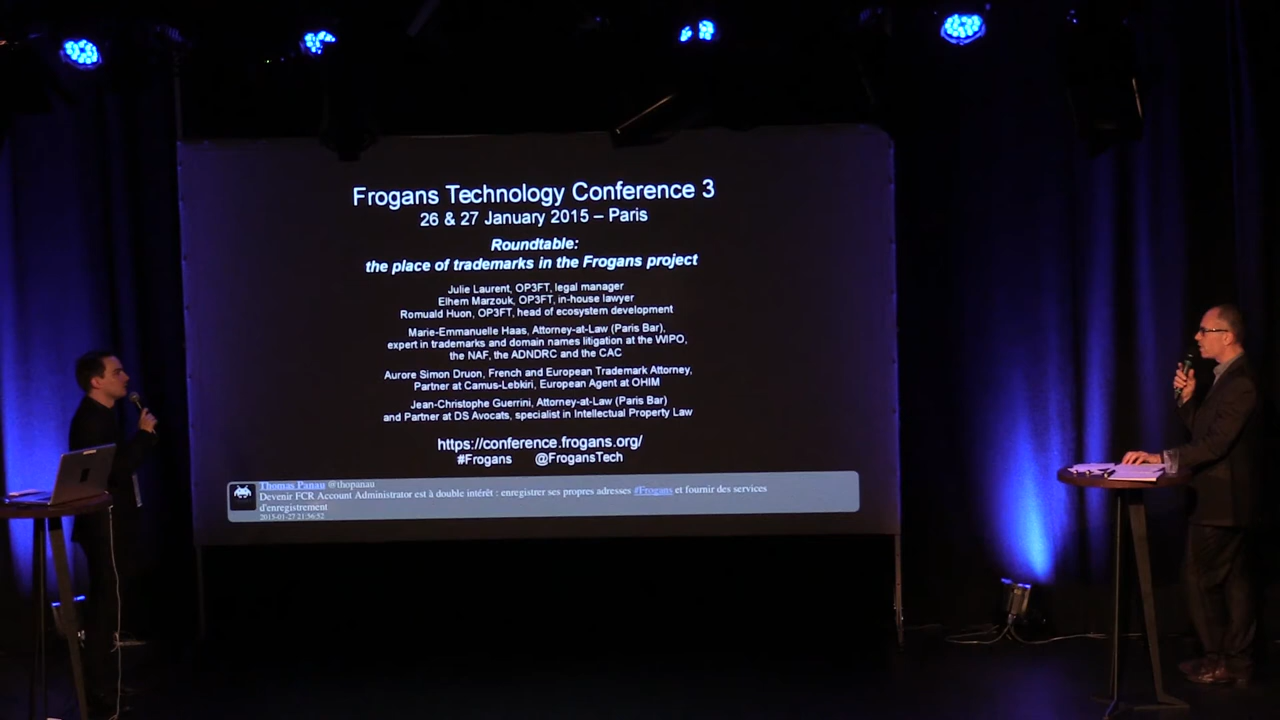 Frogans Technology Conference 3
26 & 27 January 2015 – Paris
Roundtable:
the place of trademarks in the Frogans project
Julie Laurent, OP3FT, legal manager
Elhem Marzouk, OP3FT, in-house lawyer
Romuald Huon, OP3FT, head of ecosystem development
Marie-Emmanuelle Haas, Attorney-at-Law (Paris Bar),
expert in trademarks and domain names litigation at the WIPO,
the NAF, the ADNDRC and the CAC
Aurore Simon Druon, French and European Trademark Attorney,
Partner at Camus-Lebkiri, European Agent at OHIM
Jean-Christophe Guerrini, Attorney-at-Law (Paris Bar)
and Partner at DS Avocats, specialist in Intellectual Property Law
https://conference.frogans.org/
#Frogans @FrogansTech
Thomas Panau @thopanau
Devenir FCR Account Administrator est à double intérêt : enregistrer ses propres adresses #Frogans et fournir des services
d'enregistrement
2015-01-27 21:56:52